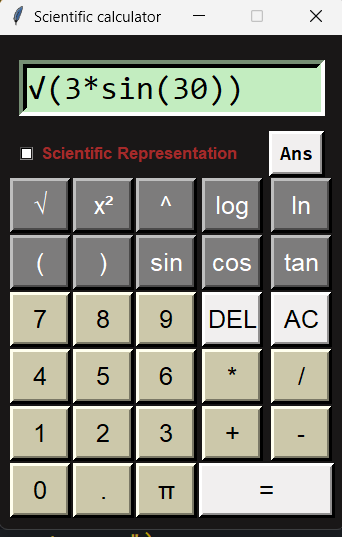 Scientific calculator
√(3*sin(30))
Scientific Representation Ans
√ x² ^ log ln
( ) sin cos tan
7 8 9 DEL AC
4 5 6 * /
1 2 3 + -
0 . π =